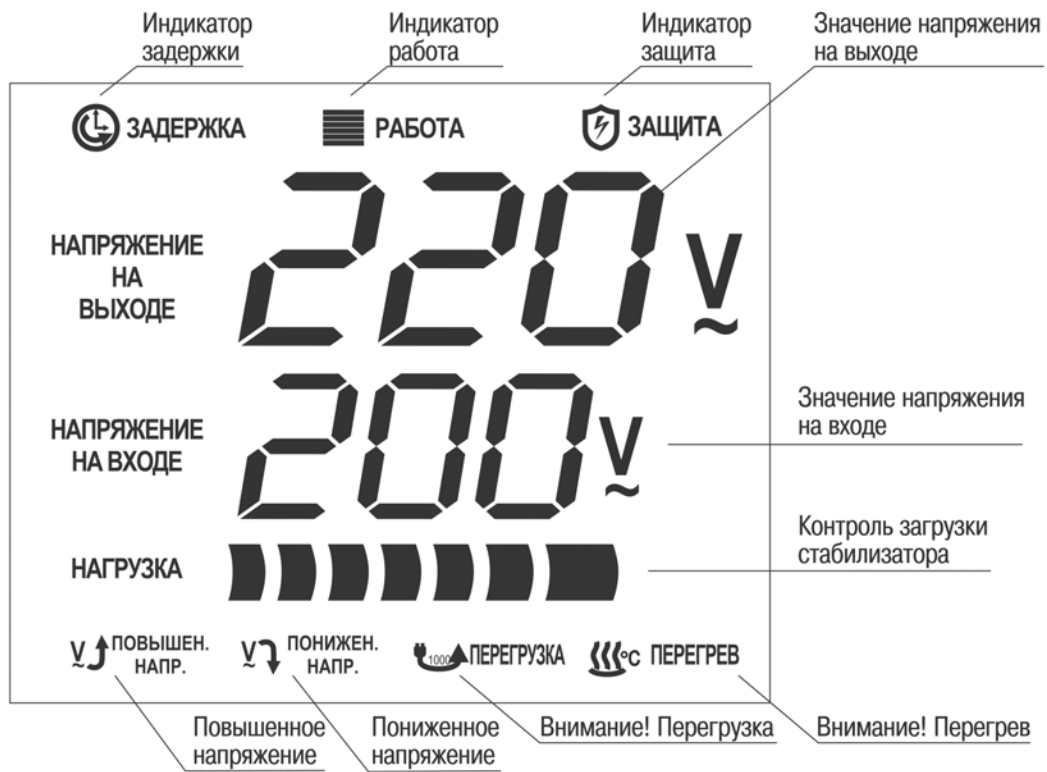 Индикатор
задержки
Индикатор
работа
Индикатор
защита
Значение напряжения
на выходе
ЗАДЕРЖКА
РАБОТА
ЗАЩИТА
НАПРЯЖЕНИЕ
НА
ВЫХОДЕ
220 V
~
НАПРЯЖЕНИЕ
НА ВХОДЕ
200 V
~
Значение напряжения
на входе
НАГРУЗКА
Контроль загрузки
стабилизатора
V
~
ПОВЫШЕН.
НАПР.
V
~
ПОНИЖЕН.
НАПР.
1000
ПЕРЕГРУЗКА
°C ПЕРЕГРЕВ
Повышенное
напряжение
Пониженное
напряжение
Внимание! Перегрузка
Внимание! Перегрев